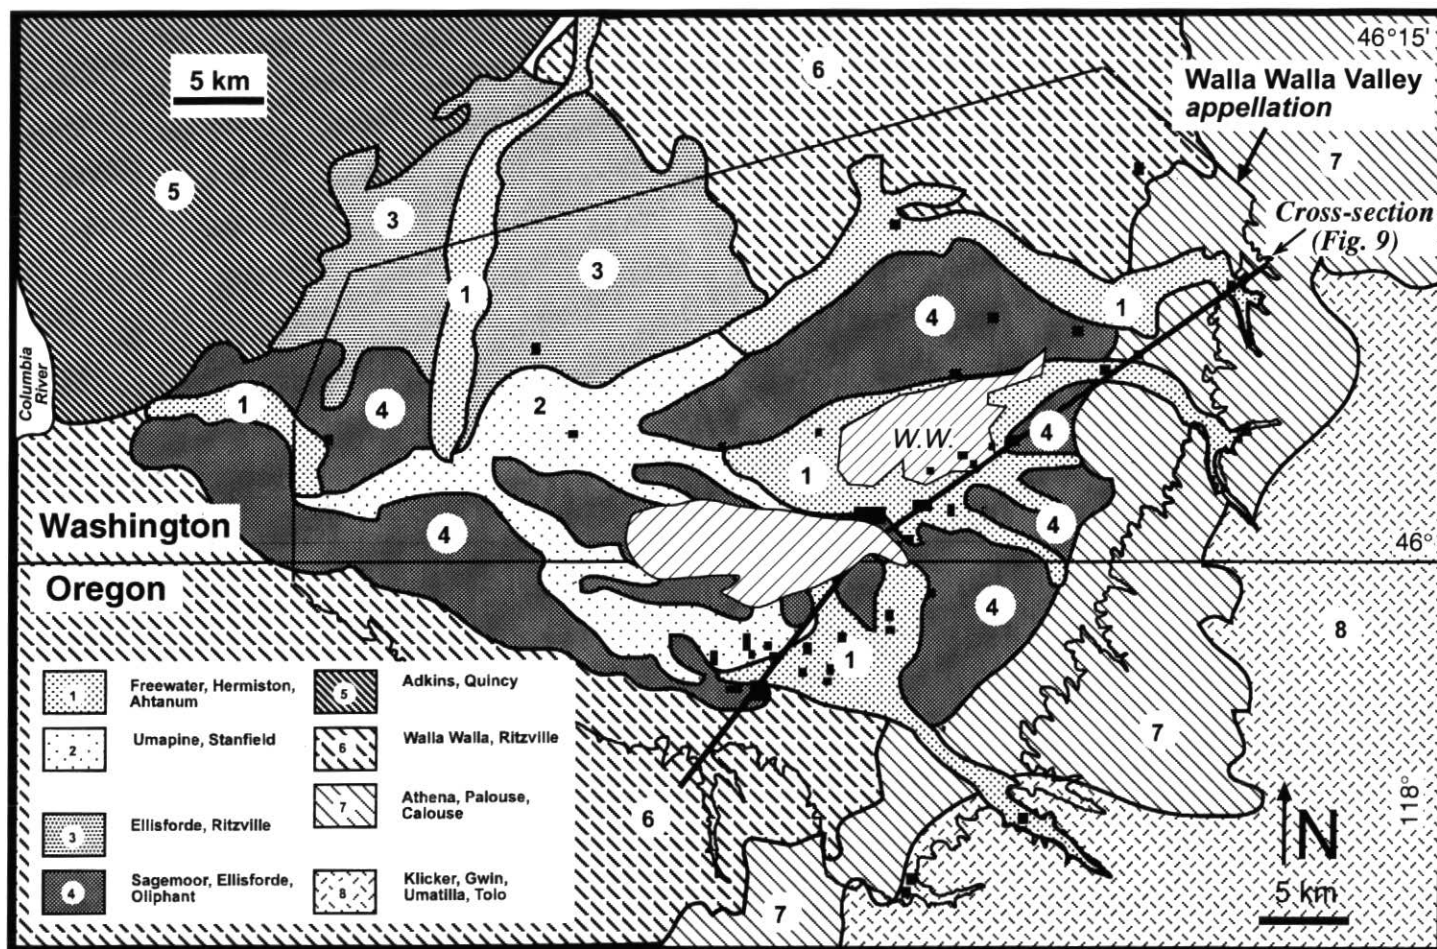 5 km
6
46°15'
Walla Walla Valley
appellation
7
5
3
Cross-section
(Fig. 9)
3
1
1
4
Columbia
River
1
4
2
W.W.
4
1
4
Washington
4
46°
Oregon
4
8
1
1
Freewater, Hermiston,
Ahtanum
5
Adkins, Quincy
2
Umapine, Stanfield
6
Walla Walla, Ritzville
7
3
Ellisforde, Ritzville
7
Athena, Palouse,
Calouse
6
118°
N
4
Sagemoor, Ellisforde,
Oliphant
8
Klicker, Gwin,
Umatilla, Tolo
7
5 km